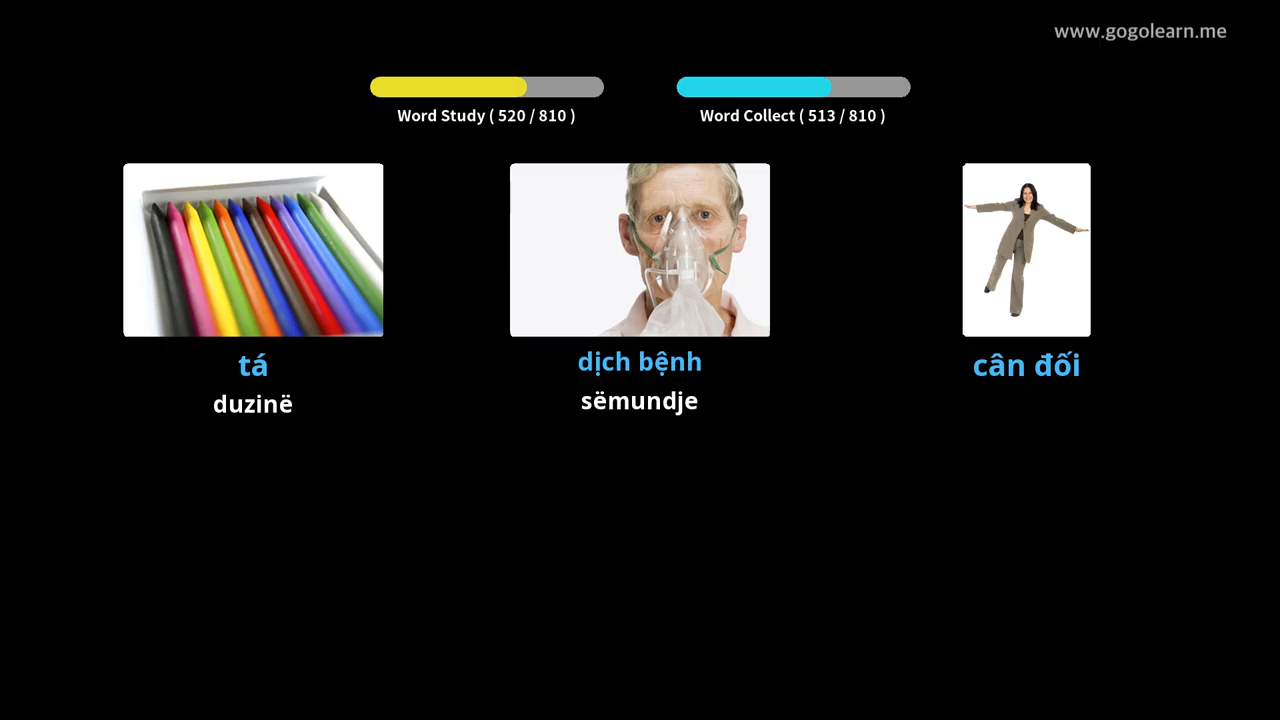 www.gogolearn.me
Word Study ( 520 / 810 )
Word Collect ( 513 / 810 )
tá
duzinë
dịch bệnh
sëmundje
cân đối